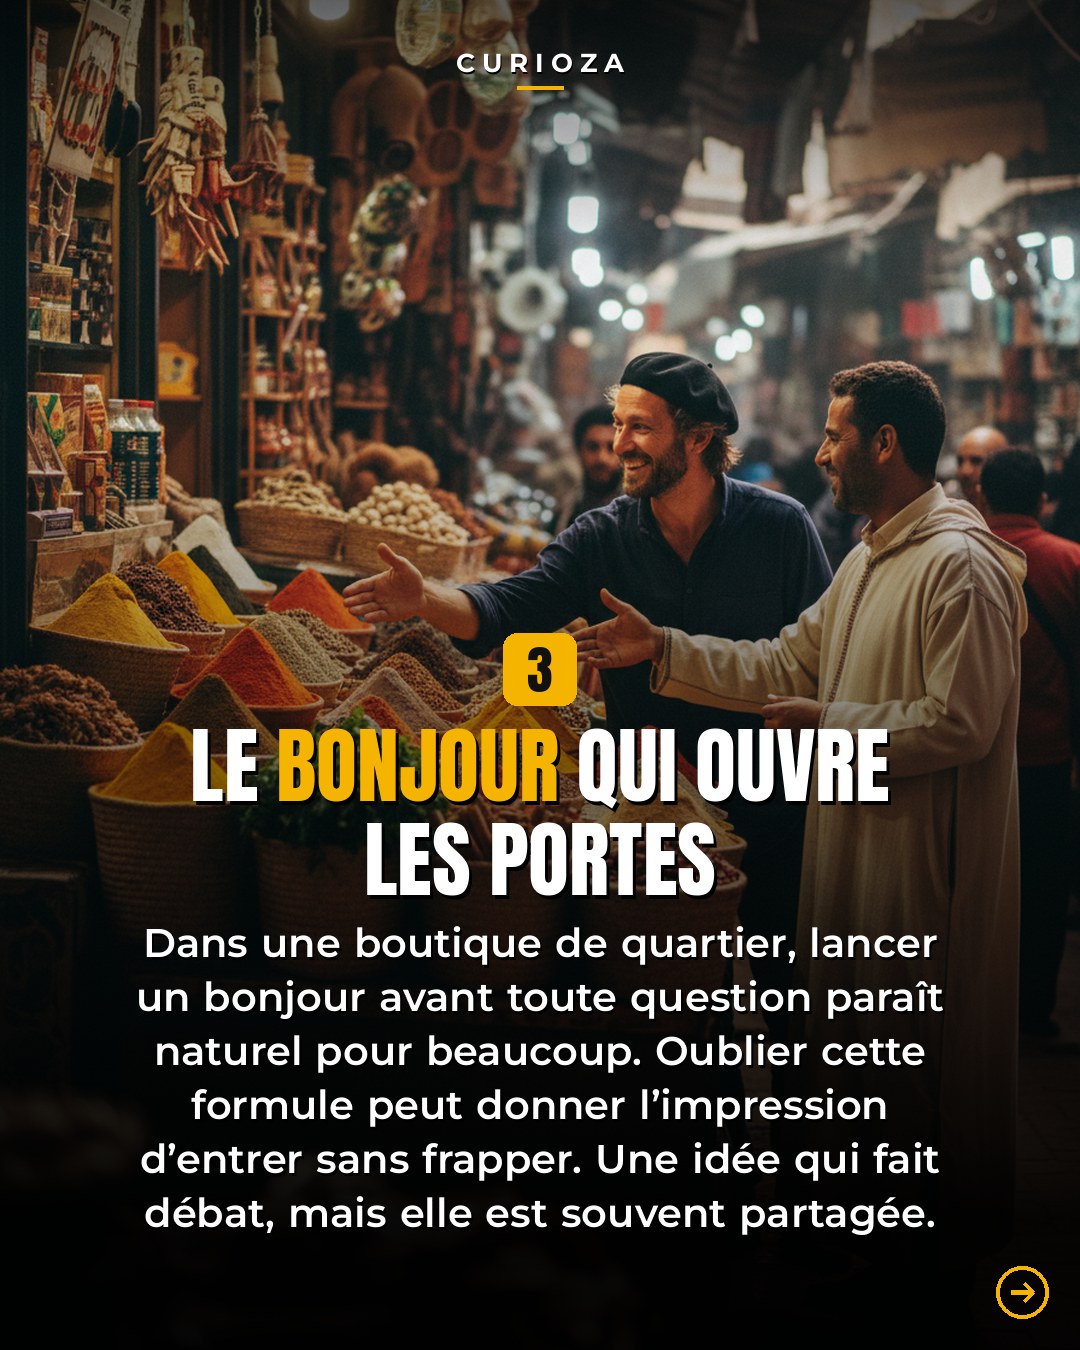 CURIOZA
3
LE BONJOUR QUI OUVRE
LES PORTES
Dans une boutique de quartier, lancer
un bonjour avant toute question paraît
naturel pour beaucoup. Oublier cette
formule peut donner l’impression
d’entrer sans frapper. Une idée qui fait
débat, mais elle est souvent partagée.